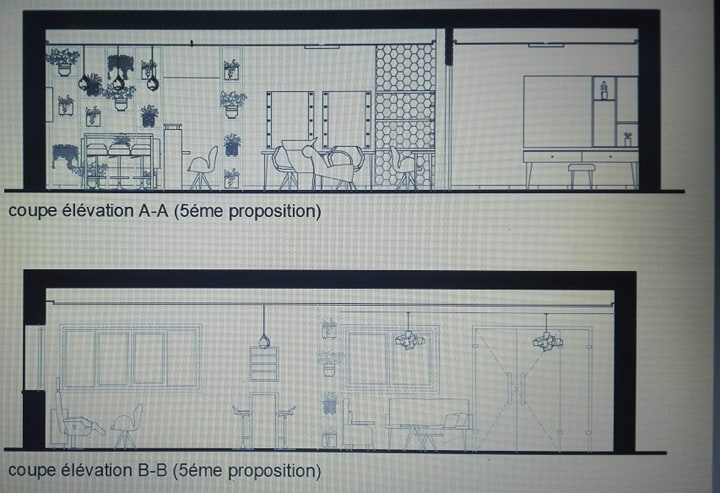 coupe élévation A-A (5éme proposition)
coupe élévation B-B (5éme proposition)